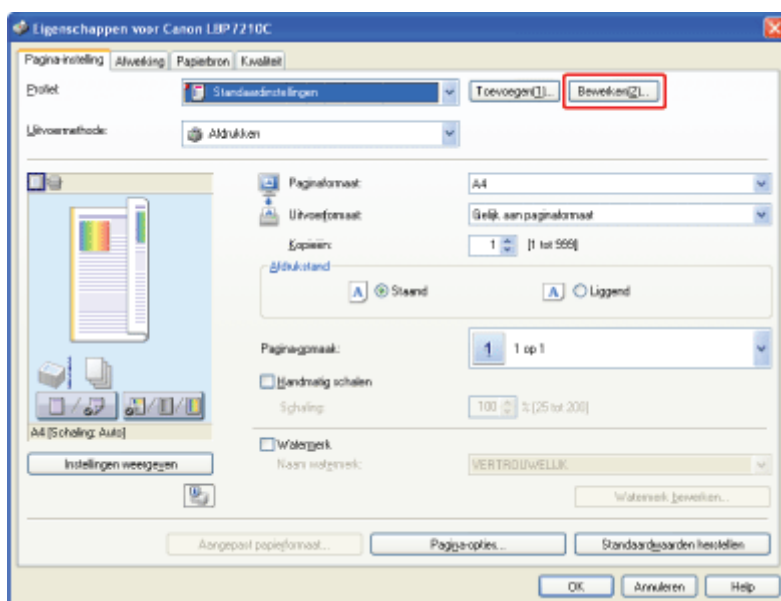 Eigenschappen voor Canon LBP7210C
Pagina-instelling Afwerking Papierbron Kwaliteit
Profiel: Standaardinstellingen Toevoegen(1)... Bewerken(2)...
Uitvoermethode: Afdrukken
Paginaformaat: A4
Uitvoerformaat: Gelijk aan paginaformaat
Kopieën: 1 [1 tot 999]
Afdrukstand
A Staand A Liggend
Pagina-opmaak: 1 1 op 1
Handmatig schalen
Schaling: 100 % [25 tot 200]
A4 [Schaling: Auto]
Watermerk
Instellingen weergeven
Naam watermerk: VERTROUWELIJK
Watermerk bewerken...
Aangepast papierformaat... Pagina-opties... Standaardwaarden herstellen
OK Annuleren Help